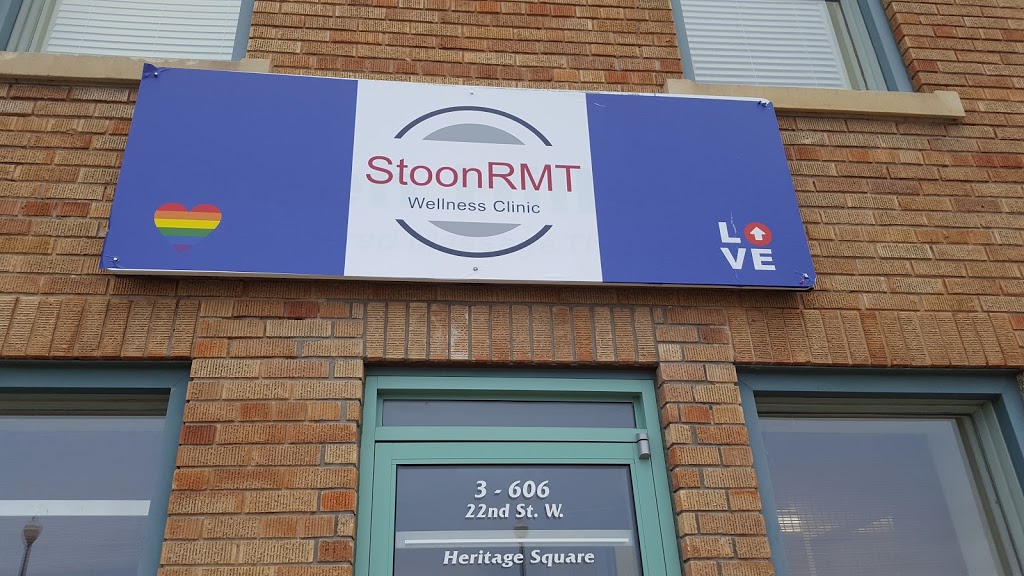 StoonRMT
Wellness Clinic
LOVE
3 - 606
22nd St. W.
Heritage Square